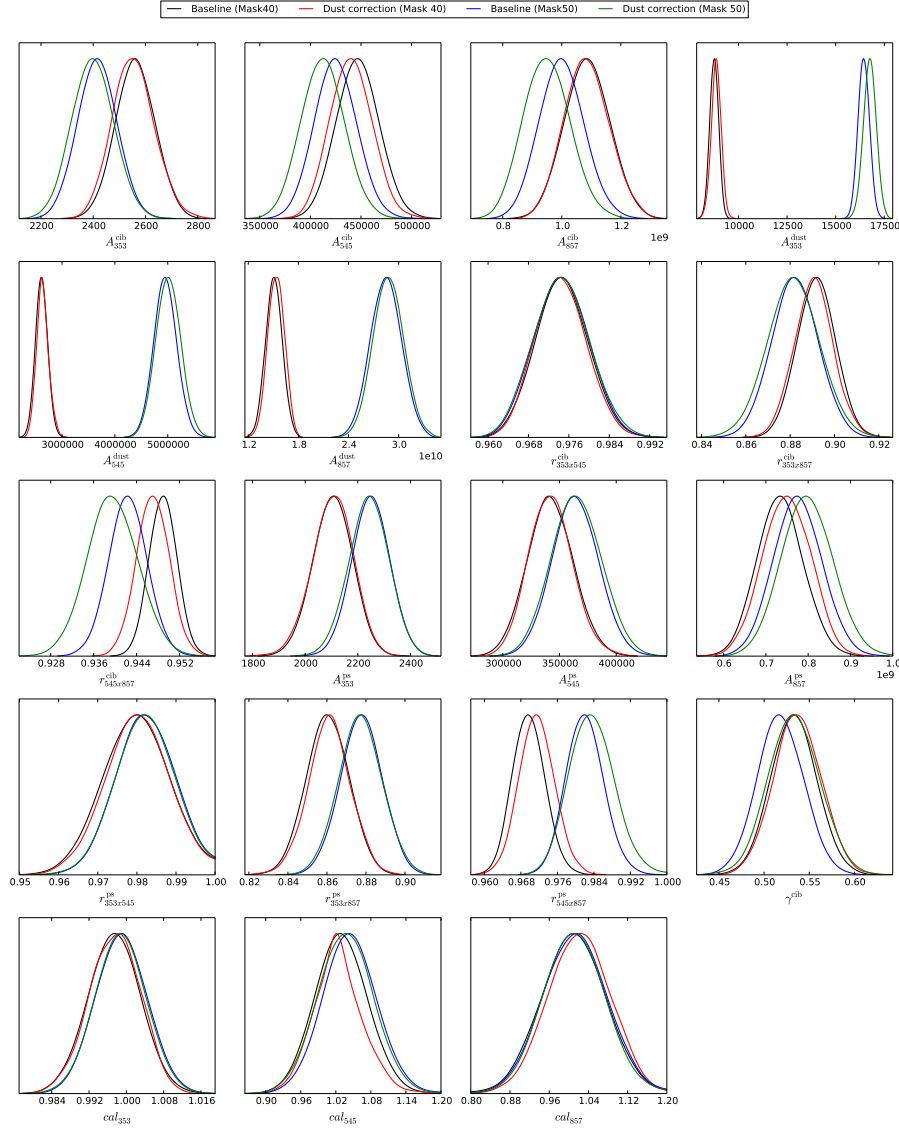 Baseline (Mask40) Dust correction (Mask 40) Baseline (Mask50) Dust correction (Mask 50)
2200 2400 2600 2800 350000 400000 450000 500000 0.8 1.0 1.2 10000 12500 15000 17500
1e9
A^cib_353 A^cib_545 A^cib_857 A^dust_353
3000000 4000000 5000000 1.2 1.8 2.4 3.0 0.960 0.968 0.976 0.984 0.992 0.84 0.86 0.88 0.90 0.92
1e10
A^dust_545 A^dust_857 r^cib_353x545 r^cib_353x857
0.928 0.936 0.944 0.952 1800 2000 2200 2400 300000 350000 400000 0.6 0.7 0.8 0.9 1.0
1e9
r^cib_545x857 A^ps_353 A^ps_545 A^ps_857
0.95 0.96 0.97 0.98 0.99 1.00 0.82 0.84 0.86 0.88 0.90 0.960 0.968 0.976 0.984 0.992 1.000 0.45 0.50 0.55 0.60
r^ps_353x545 r^ps_353x857 r^ps_545x857 γ^cib
0.984 0.992 1.000 1.008 1.016 0.90 0.96 1.02 1.08 1.14 1.20 0.80 0.88 0.96 1.04 1.12 1.20
cal_353 cal_545 cal_857